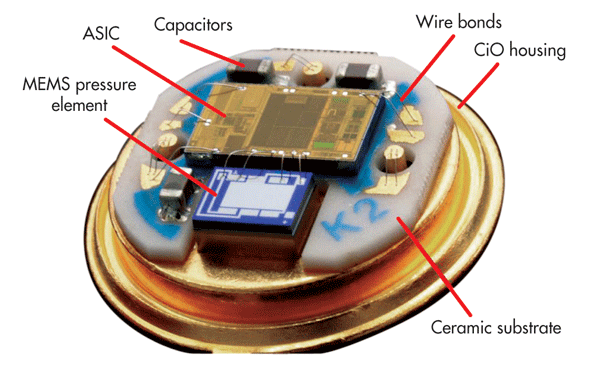 Capacitors
Wire bonds
ASIC
CiO housing
MEMS pressure
element
K2
Ceramic substrate